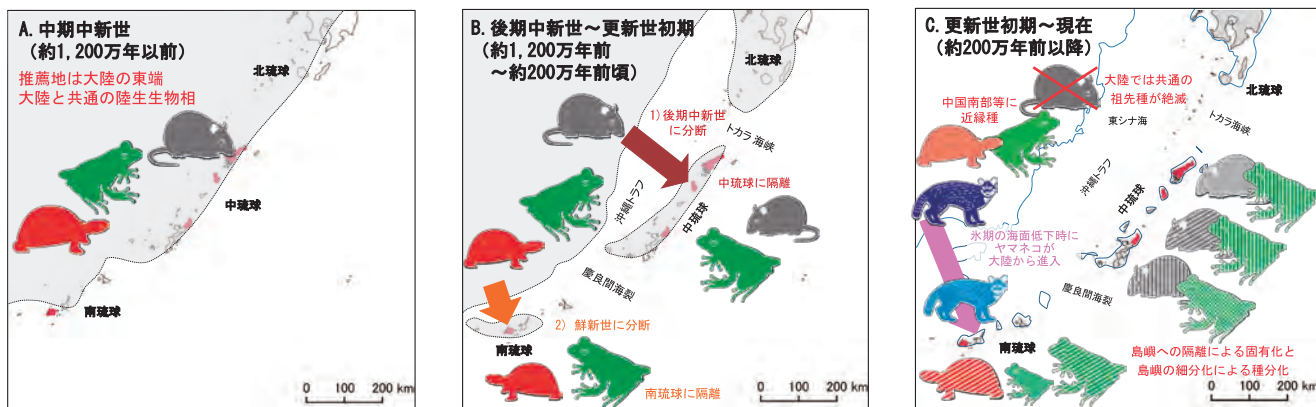 A. 中期中新世
（約1,200万年以前）
推薦地は大陸の東端
大陸と共通の陸生生物相
北琉球
中琉球
南琉球
0 100 200 km
B. 後期中新世～更新世初期
（約1,200万年前
～約200万年前頃）
北琉球
1）後期中新世
に分断
トカラ海峡
中琉球に隔離
沖縄トラフ
中琉球
慶良間海裂
2）鮮新世に分断
南琉球
南琉球に隔離
0 100 200 km
C. 更新世初期～現在
（約200万年前以降）
大陸では共通の
祖先種が絶滅
中国南部等に
近縁種
東シナ海
北琉球
トカラ海峡
沖縄トラフ
中琉球
氷期の海面低下時に
ヤマネコが
大陸から進入
慶良間海裂
南琉球
島嶼への隔離による固有化と
島嶼の細分化による種分化
0 100 200 km